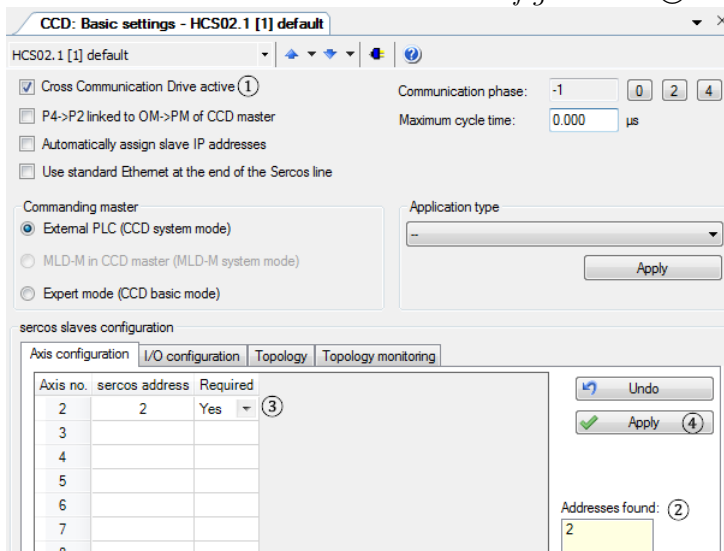 CCD: Basic settings - HCS02.1 [1] default
HCS02.1 [1] default
Cross Communication Drive active ①
P4->P2 linked to OM->PM of CCD master
Automatically assign slave IP addresses
Use standard Ethernet at the end of the Sercos line
Communication phase: -1 0 2 4
Maximum cycle time: 0.000 µs
Commanding master
External PLC (CCD system mode)
MLD-M in CCD master (MLD-M system mode)
Expert mode (CCD basic mode)
Application type
--
Apply
sercos slaves configuration
Axis configuration I/O configuration Topology Topology monitoring
Axis no. sercos address Required
2 2 Yes ③
3
4
5
6
7
Undo
Apply ④
Addresses found: ②
2